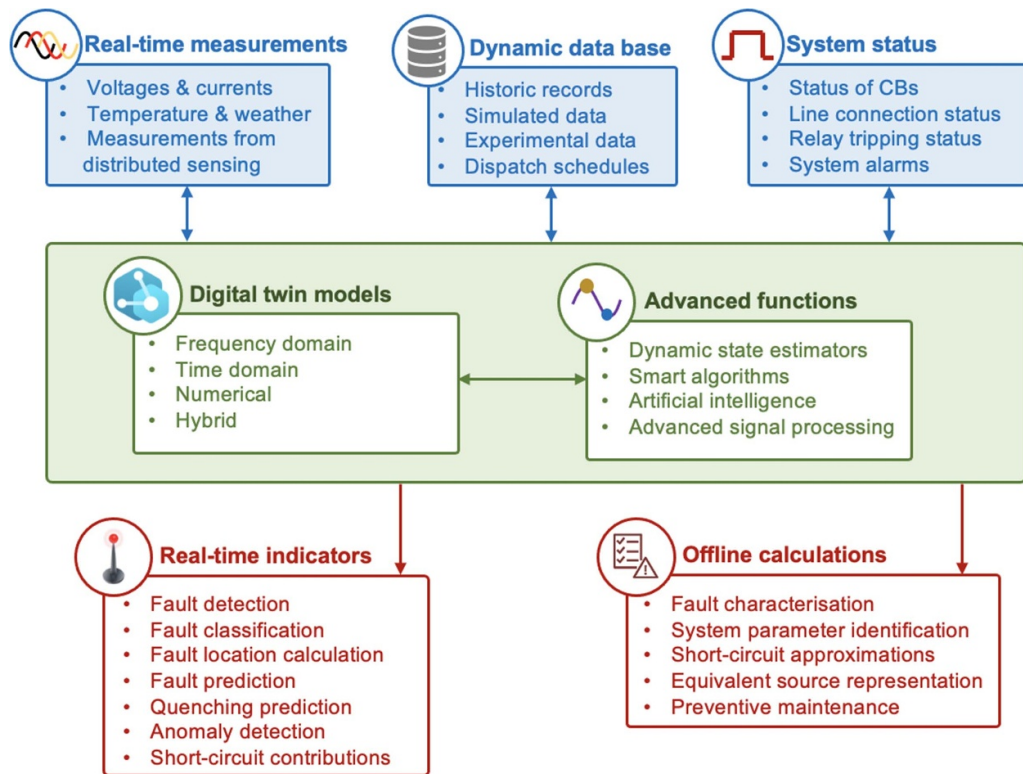 Real-time measurements
• Voltages & currents
• Temperature & weather
• Measurements from
distributed sensing
Dynamic data base
• Historic records
• Simulated data
• Experimental data
• Dispatch schedules
System status
• Status of CBs
• Line connection status
• Relay tripping status
• System alarms
Digital twin models
• Frequency domain
• Time domain
• Numerical
• Hybrid
Advanced functions
• Dynamic state estimators
• Smart algorithms
• Artificial intelligence
• Advanced signal processing
Real-time indicators
• Fault detection
• Fault classification
• Fault location calculation
• Fault prediction
• Quenching prediction
• Anomaly detection
• Short-circuit contributions
Offline calculations
• Fault characterisation
• System parameter identification
• Short-circuit approximations
• Equivalent source representation
• Preventive maintenance